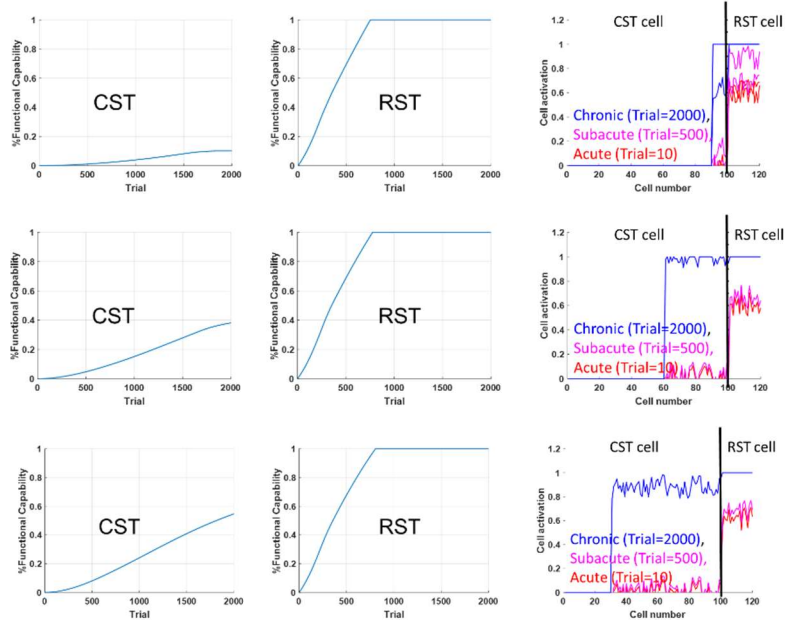 CST
%Functional Capability
1
0.8
0.6
0.4
0.2
0
0 500 1000 1500 2000
Trial
RST
%Functional Capability
1
0.8
0.6
0.4
0.2
0
0 500 1000 1500 2000
Trial
CST cell RST cell
Cell activation
1.2
1
0.8
0.6
0.4
0.2
0
Chronic (Trial=2000),
Subacute (Trial=500),
Acute (Trial=10)
0 20 40 60 80 100 120
Cell number
CST
%Functional Capability
1
0.8
0.6
0.4
0.2
0
0 500 1000 1500 2000
Trial
RST
%Functional Capability
1
0.8
0.6
0.4
0.2
0
0 500 1000 1500 2000
Trial
CST cell RST cell
Cell activation
1.2
1
0.8
0.6
0.4
0.2
0
Chronic (Trial=2000),
Subacute (Trial=500),
Acute (Trial=10)
0 20 40 60 80 100 120
Cell number
CST
%Functional Capability
1
0.8
0.6
0.4
0.2
0
0 500 1000 1500 2000
Trial
RST
%Functional Capability
1
0.8
0.6
0.4
0.2
0
0 500 1000 1500 2000
Trial
CST cell RST cell
Cell activation
1.2
1
0.8
0.6
0.4
0.2
0
Chronic (Trial=2000),
Subacute (Trial=500),
Acute (Trial=10)
0 20 40 60 80 100 120
Cell number